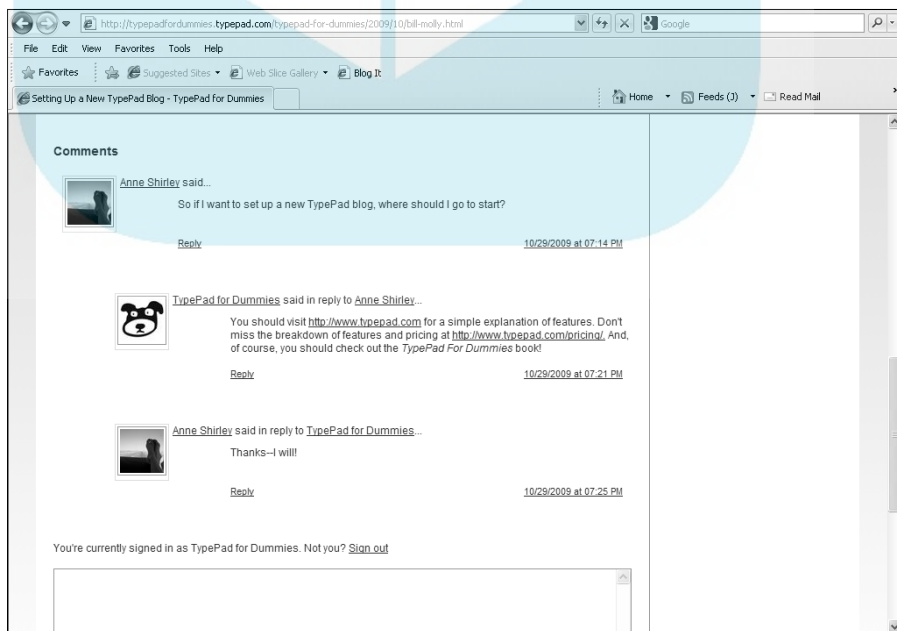 http://typepadfordummies.typepad.com/typepad-for-dummies/2009/10/bill-molly.html
Google
File Edit View Favorites Tools Help
Favorites Suggested Sites Web Slice Gallery Blog It
Setting Up a New TypePad Blog - TypePad for Dummies Home Feeds (J) Read Mail »
Comments
Anne Shirley said...
So if I want to set up a new TypePad blog, where should I go to start?
Reply 10/29/2009 at 07:14 PM
TypePad for Dummies said in reply to Anne Shirley...
You should visit http://www.typepad.com for a simple explanation of features. Don't
miss the breakdown of features and pricing at http://www.typepad.com/pricing/. And,
of course, you should check out the TypePad For Dummies book!
Reply 10/29/2009 at 07:21 PM
Anne Shirley said in reply to TypePad for Dummies...
Thanks--I will!
Reply 10/29/2009 at 07:25 PM
You're currently signed in as TypePad for Dummies. Not you? Sign out